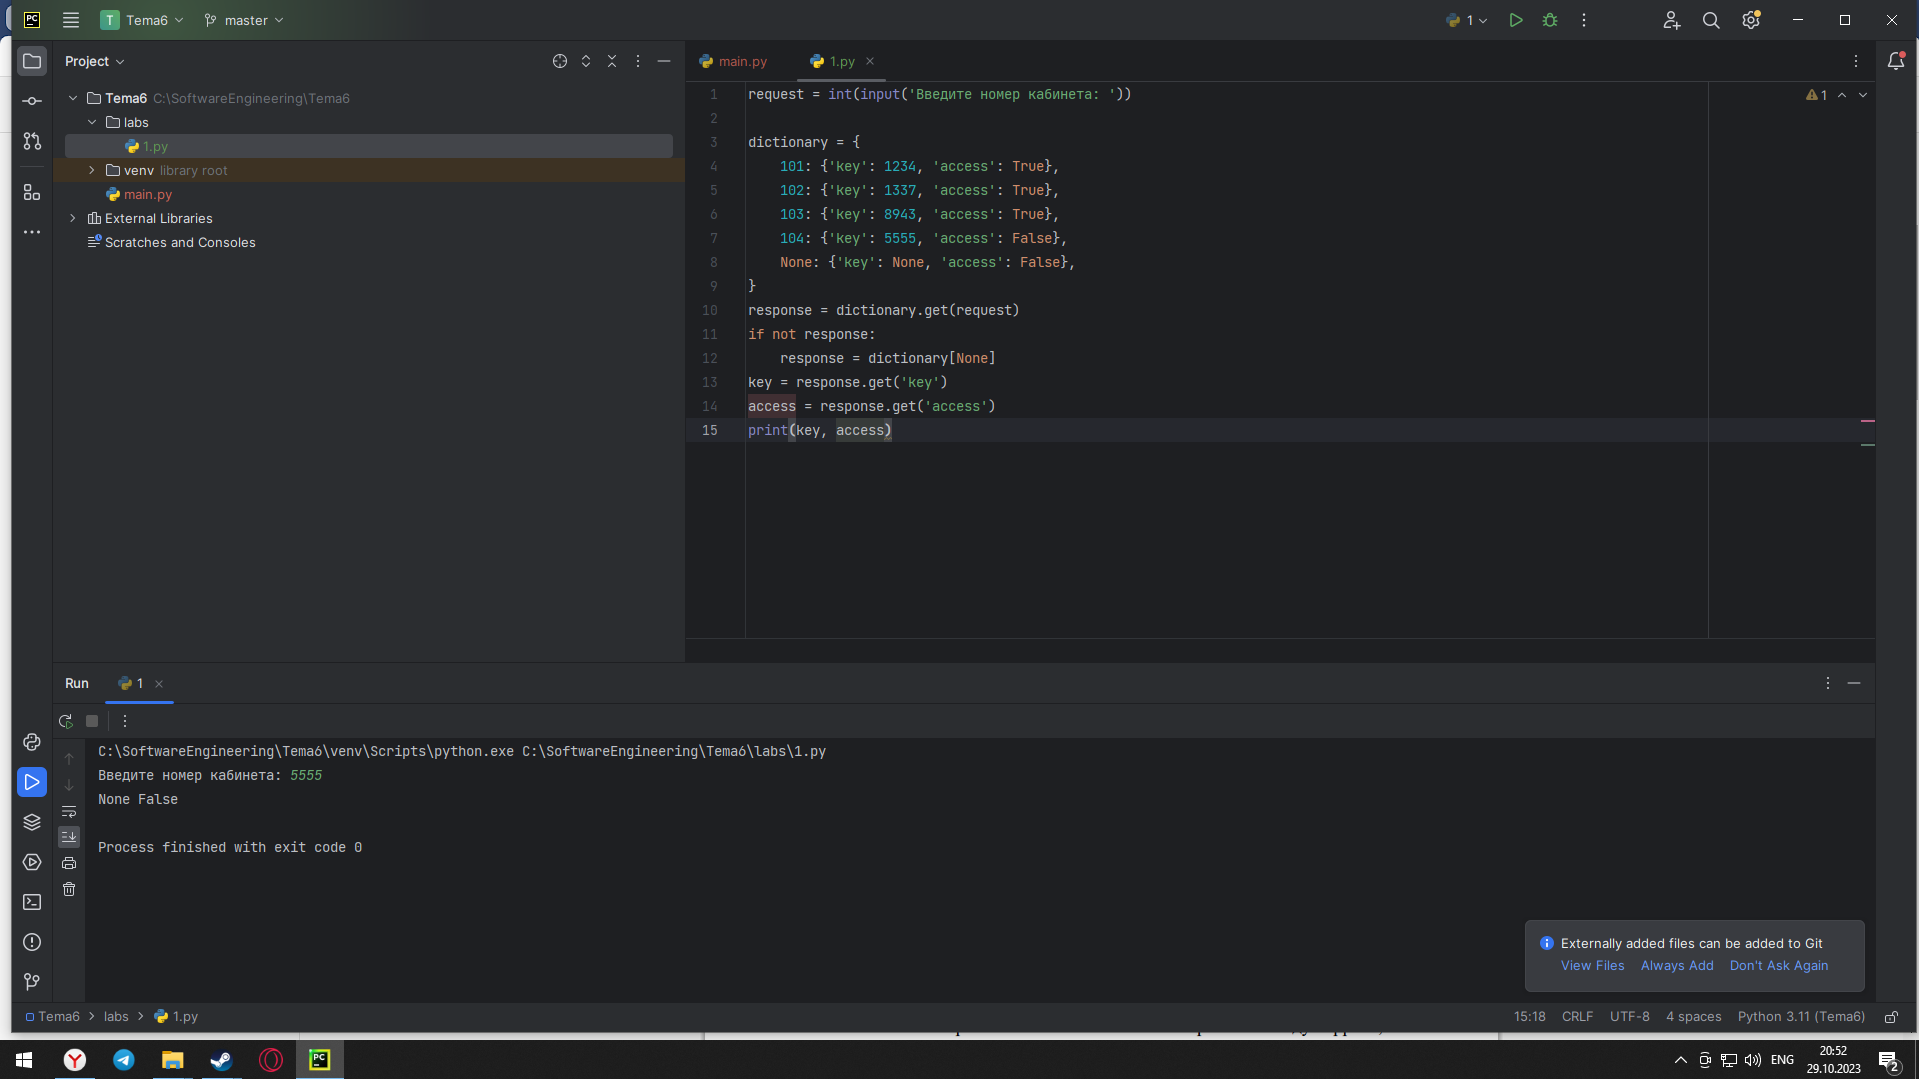 PC
T Tema6
master
1
Project
main.py
1.py
Tema6 C:\SoftwareEngineering\Tema6
labs
1.py
venv library root
main.py
External Libraries
Scratches and Consoles
1 request = int(input('Введите номер кабинета: '))
1
2
3 dictionary = {
4 101: {'key': 1234, 'access': True},
5 102: {'key': 1337, 'access': True},
6 103: {'key': 8943, 'access': True},
7 104: {'key': 5555, 'access': False},
8 None: {'key': None, 'access': False},
9 }
10 response = dictionary.get(request)
11 if not response:
12 response = dictionary[None]
13 key = response.get('key')
14 access = response.get('access')
15 print(key, access)
Run
1
C:\SoftwareEngineering\Tema6\venv\Scripts\python.exe C:\SoftwareEngineering\Tema6\labs\1.py
Введите номер кабинета: 5555
None False
Process finished with exit code 0
Externally added files can be added to Git
View Files Always Add Don't Ask Again
Tema6 > labs > 1.py
15:18 CRLF UTF-8 4 spaces Python 3.11 (Tema6)
Y
PC
ENG
20:52
29.10.2023
2